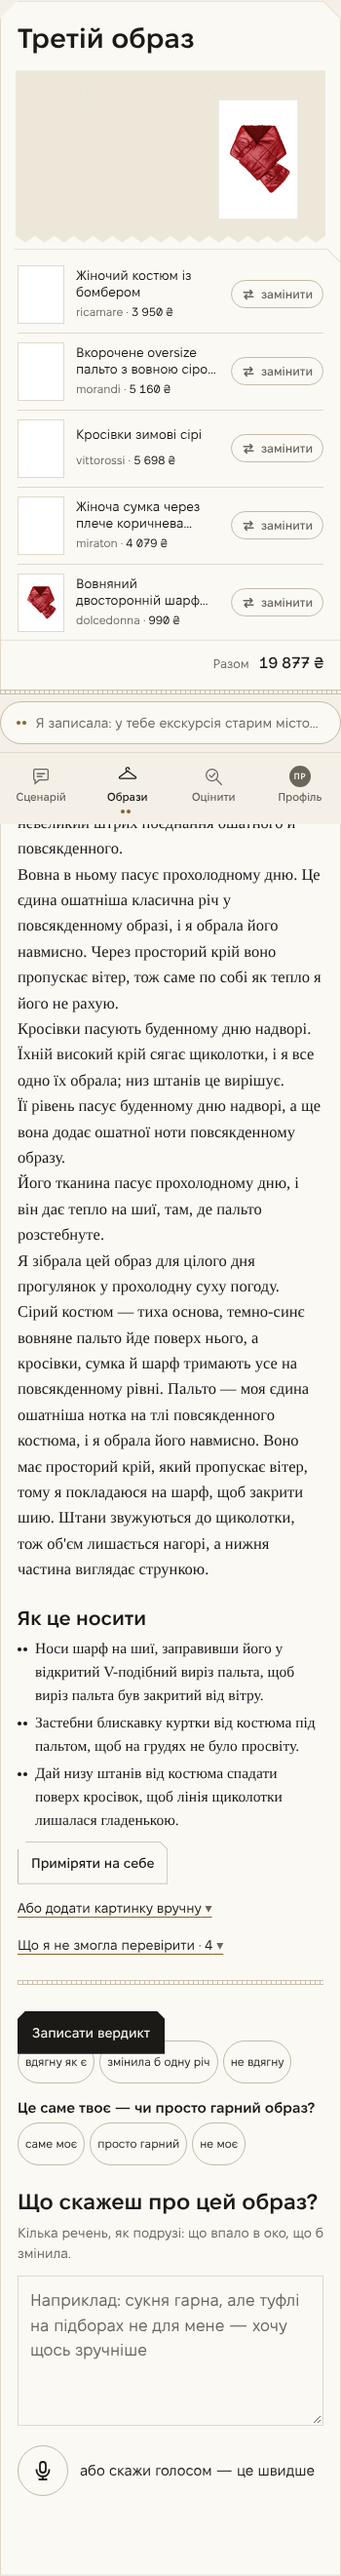 Третій образ
Жіночий костюм із
бомбером
ricamare · 3 950 ₴
замінити
Вкорочене oversize
пальто з вовною сіро...
morandi · 5 160 ₴
замінити
Кросівки зимові сірі
vittorossi · 5 698 ₴
замінити
Жіноча сумка через
плече коричнева...
miraton · 4 079 ₴
замінити
Вовняний
двосторонній шарф...
dolcedonna · 990 ₴
замінити
Разом 19 877 ₴
Я записала: у тебе екскурсія старим місто...
Сценарій
Образи
Оцінити
ПР
Профіль
невеликий штрих поєднання ошатного й
повсякденного.
Вовна в ньому пасує прохолодному дню. Це
єдина ошатніша класична річ у
повсякденному образі, і я обрала його
навмисно. Через просторий крій воно
пропускає вітер, тож саме по собі як тепло я
його не рахую.
Кросівки пасують буденному дню надворі.
Їхній високий крій сягає щиколотки, і я все
одно їх обрала; низ штанів це вирішує.
Її рівень пасує буденному дню надворі, а ще
вона додає ошатної ноти повсякденному
образу.
Його тканина пасує прохолодному дню, і
він дає тепло на шиї, там, де пальто
розстебнуте.
Я зібрала цей образ для цілого дня
прогулянок у прохолодну суху погоду.
Сірий костюм — тиха основа, темно-синє
вовняне пальто йде поверх нього, а
кросівки, сумка й шарф тримають усе на
повсякденному рівні. Пальто — моя єдина
ошатніша нотка на тлі повсякденного
костюма, і я обрала його навмисно. Воно
має просторий крій, який пропускає вітер,
тому я покладаюся на шарф, щоб закрити
шию. Штани звужуються до щиколотки,
тож об'єм лишається нагорі, а нижня
частина виглядає стрункою.
Як це носити
Носи шарф на шиї, заправивши його у
відкритий V-подібний виріз пальта, щоб
виріз пальта був закритий від вітру.
Застебни блискавку куртки від костюма під
пальтом, щоб на грудях не було просвіту.
Дай низу штанів від костюма спадати
поверх кросівок, щоб лінія щиколотки
лишалася гладенькою.
Приміряти на себе
Або додати картинку вручну ▾
Що я не змогла перевірити · 4 ▾
Записати вердикт
вдягну як є
змінила б одну річ
не вдягну
Це саме твоє — чи просто гарний образ?
саме моє
просто гарний
не моє
Що скажеш про цей образ?
Кілька речень, як подрузі: що впало в око, що б
змінила.
Наприклад: сукня гарна, але туфлі
на підборах не для мене — хочу
щось зручніше
або скажи голосом — це швидше